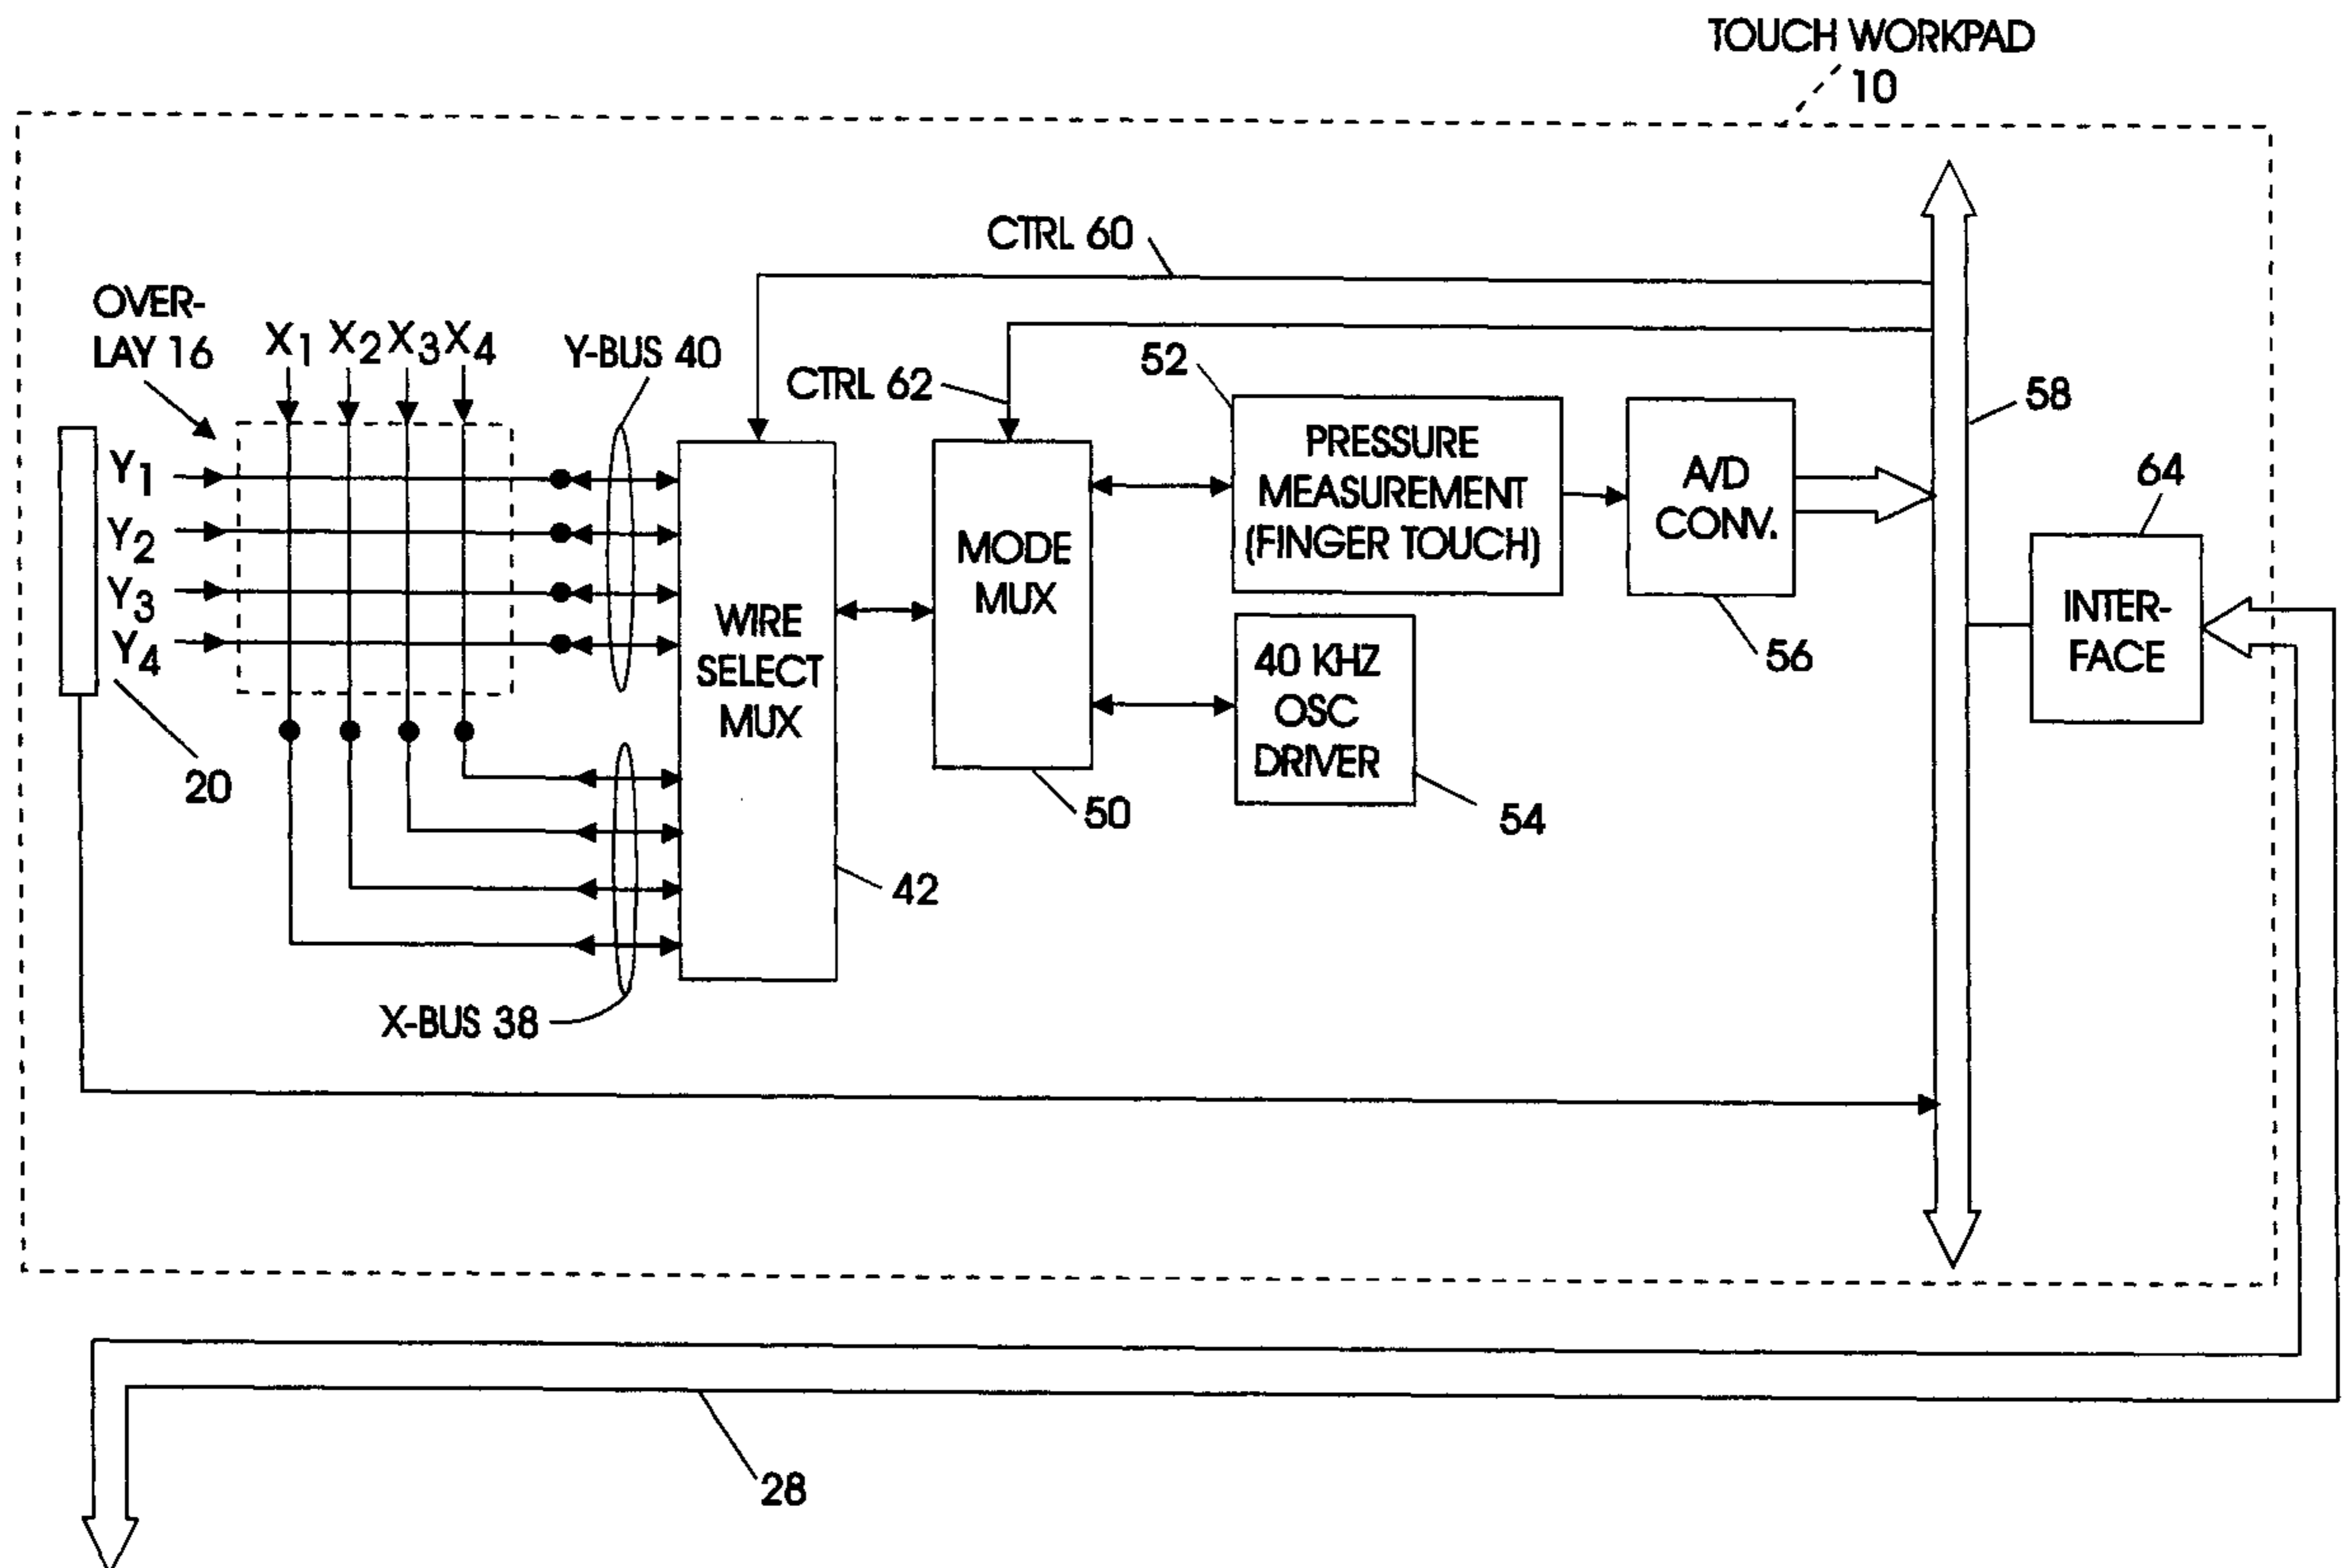 TOUCH WORKPAD
10
CTRL 60
OVER-
LAY 16
X1 X2 X3 X4
Y-BUS 40
CTRL 62
52
58
64
Y1
Y2
Y3
Y4
PRESSURE
MEASUREMENT
(FINGER TOUCH)
A/D
CONV.
MODE
MUX
WIRE
SELECT
MUX
INTER-
FACE
40 KHZ
OSC
DRIVER
56
20
50
54
42
X-BUS 38
28